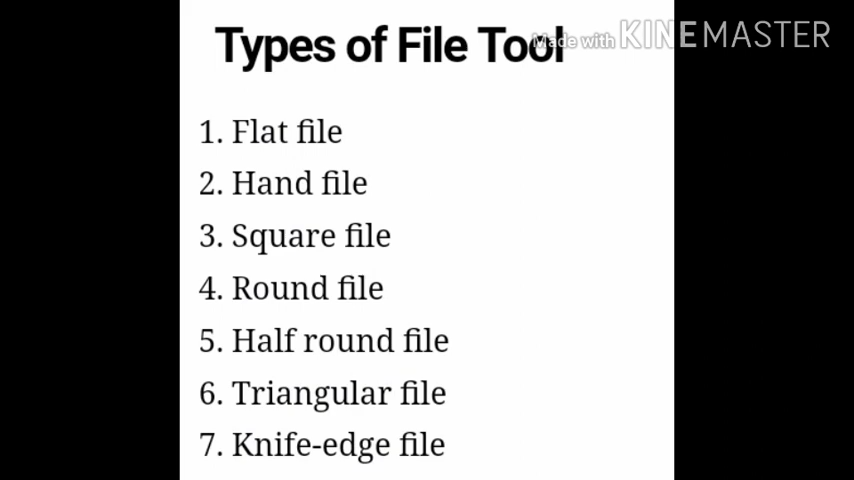 Types of File Tool
Made with KINEMASTER
1. Flat file
2. Hand file
3. Square file
4. Round file
5. Half round file
6. Triangular file
7. Knife-edge file